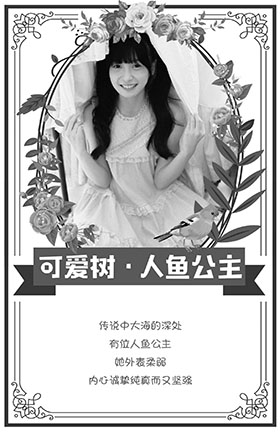 可爱树·人鱼公主
传说中大海的深处
有位人鱼公主
她外表柔弱
内心诚挚纯真而又坚强